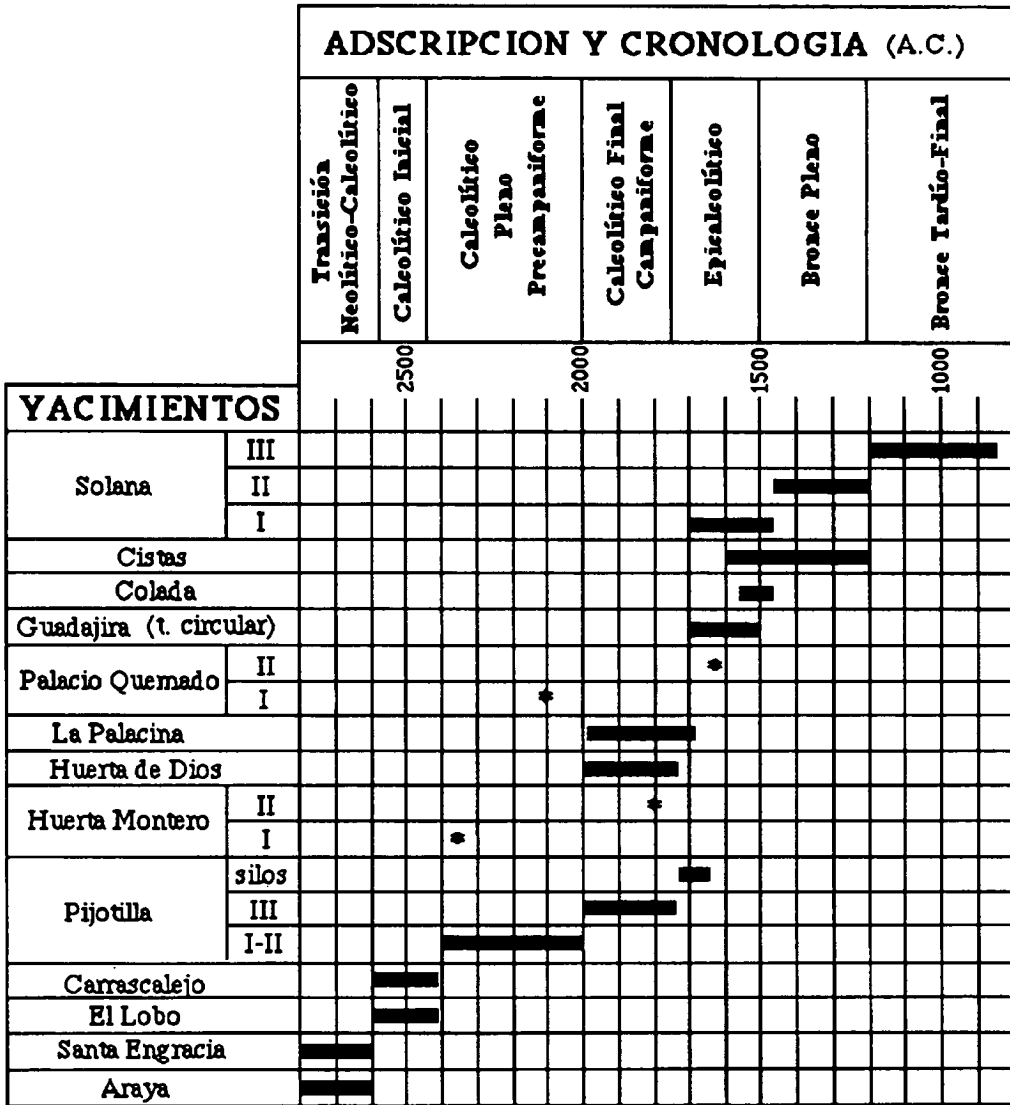 ADSCRIPCION Y CRONOLOGIA (A.C.)
Transición
Neolítico-Calcolítico
Calcolítico Inicial
Calcolítico
Pleno
Precampaniforme
Calcolítico Final
Campaniforme
Epicalcolítico
Bronce Pleno
Bronce Tardío-Final
2500
2000
1500
1000
YACIMIENTOS
Solana
III
II
I
Cistas
Colada
Guadajira (t. circular)
Palacio Quemado
II
I
La Palacina
Huerta de Dios
Huerta Montero
II
I
Pijotilla
silos
III
I-II
Carrascalejo
El Lobo
Santa Engracia
Araya